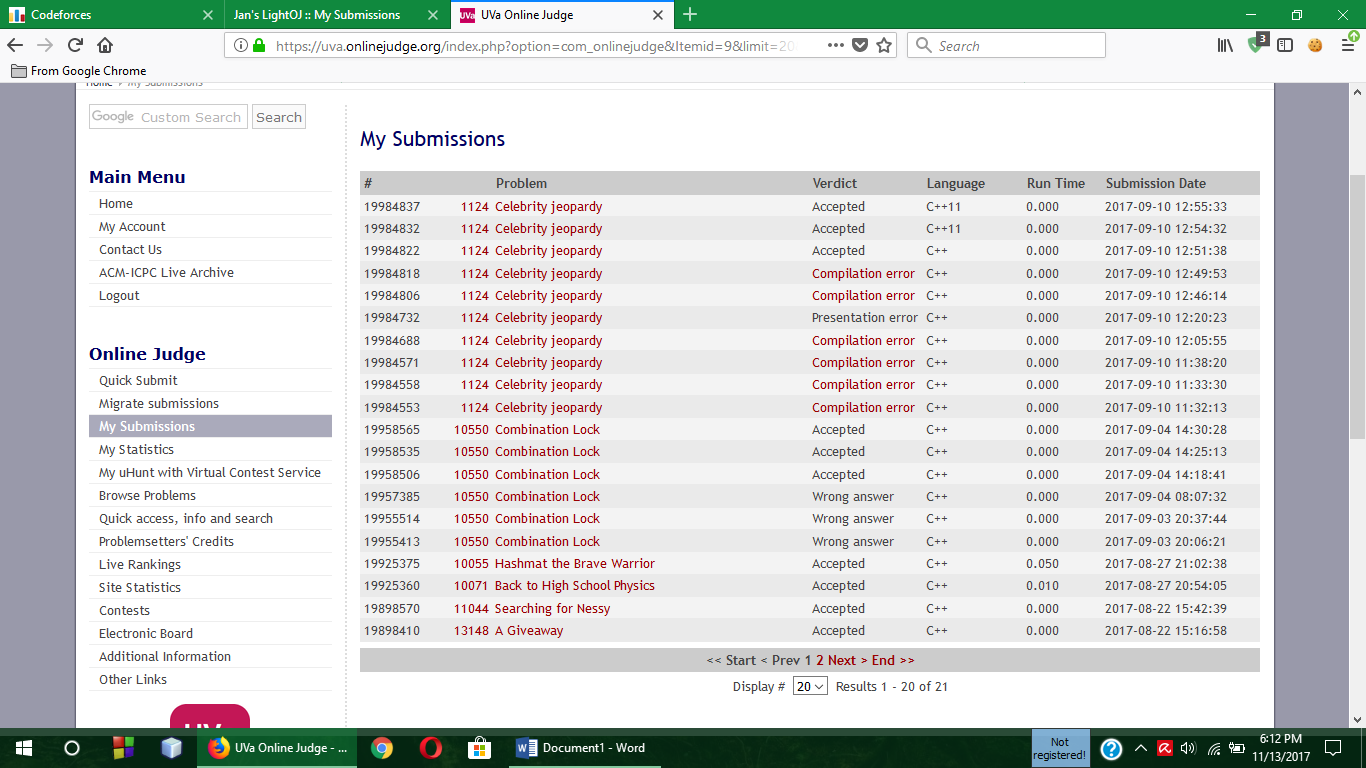 Codeforces
Jan's LightOJ :: My Submissions
UVa UVa Online Judge
https://uva.onlinejudge.org/index.php?option=com_onlinejudge&Itemid=9&limit=20
Search
3
From Google Chrome
Home My Submissions
Google Custom Search Search
Main Menu
Home
My Account
Contact Us
ACM-ICPC Live Archive
Logout
Online Judge
Quick Submit
Migrate submissions
My Submissions
My Statistics
My uHunt with Virtual Contest Service
Browse Problems
Quick access, info and search
Problemsetters' Credits
Live Rankings
Site Statistics
Contests
Electronic Board
Additional Information
Other Links
UVa
My Submissions
# Problem Verdict Language Run Time Submission Date
19984837 1124 Celebrity jeopardy Accepted C++11 0.000 2017-09-10 12:55:33
19984832 1124 Celebrity jeopardy Accepted C++11 0.000 2017-09-10 12:54:32
19984822 1124 Celebrity jeopardy Accepted C++ 0.000 2017-09-10 12:51:38
19984818 1124 Celebrity jeopardy Compilation error C++ 0.000 2017-09-10 12:49:53
19984806 1124 Celebrity jeopardy Compilation error C++ 0.000 2017-09-10 12:46:14
19984732 1124 Celebrity jeopardy Presentation error C++ 0.000 2017-09-10 12:20:23
19984688 1124 Celebrity jeopardy Compilation error C++ 0.000 2017-09-10 12:05:55
19984571 1124 Celebrity jeopardy Compilation error C++ 0.000 2017-09-10 11:38:20
19984558 1124 Celebrity jeopardy Compilation error C++ 0.000 2017-09-10 11:33:30
19984553 1124 Celebrity jeopardy Compilation error C++ 0.000 2017-09-10 11:32:13
19958565 10550 Combination Lock Accepted C++ 0.000 2017-09-04 14:30:28
19958535 10550 Combination Lock Accepted C++ 0.000 2017-09-04 14:25:13
19958506 10550 Combination Lock Accepted C++ 0.000 2017-09-04 14:18:41
19957385 10550 Combination Lock Wrong answer C++ 0.000 2017-09-04 08:07:32
19955514 10550 Combination Lock Wrong answer C++ 0.000 2017-09-03 20:37:44
19955413 10550 Combination Lock Wrong answer C++ 0.000 2017-09-03 20:06:21
19925375 10055 Hashmat the Brave Warrior Accepted C++ 0.050 2017-08-27 21:02:38
19925360 10071 Back to High School Physics Accepted C++ 0.010 2017-08-27 20:54:05
19898570 11044 Searching for Nessy Accepted C++ 0.000 2017-08-22 15:42:39
19898410 13148 A Giveaway Accepted C++ 0.000 2017-08-22 15:16:58
<< Start < Prev 1 2 Next > End >>
Display # 20 Results 1 - 20 of 21
UVa Online Judge - ...
Document1 - Word
Not registered!
6:12 PM
11/13/2017